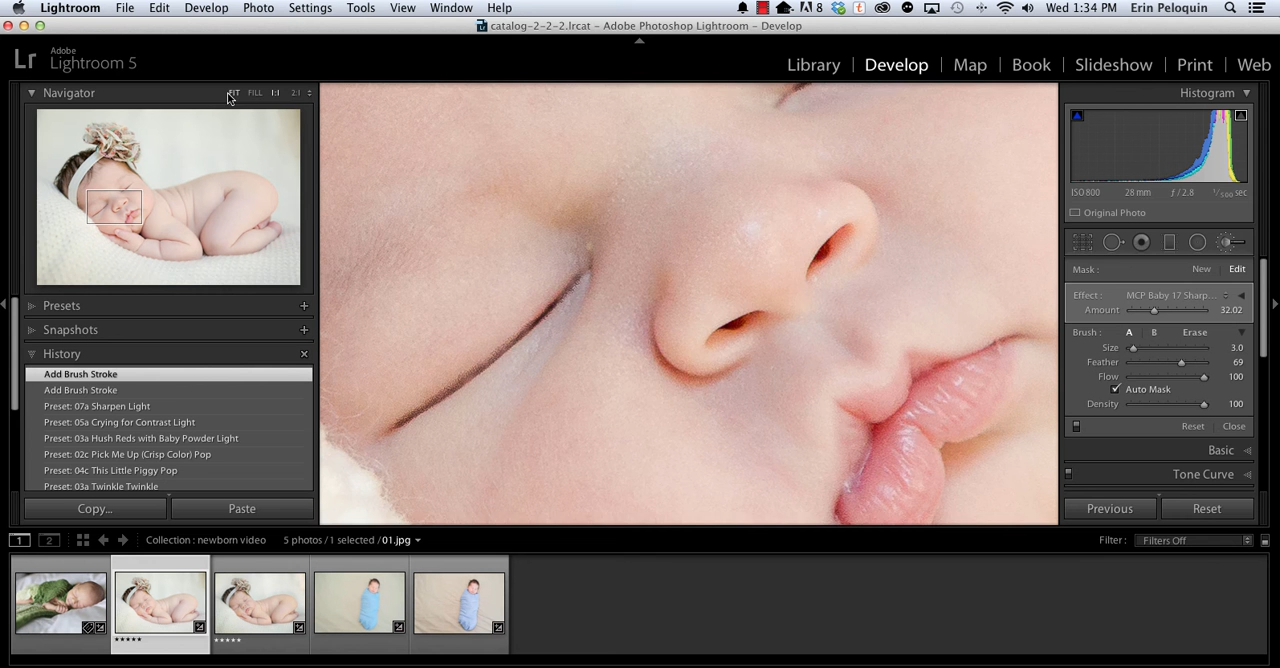 Lightroom File Edit Develop Photo Settings Tools View Window Help 8 Wed 1:34 PM Erin Peloquin
catalog-2-2-2.lrcat – Adobe Photoshop Lightroom – Develop
Lr Adobe Lightroom 5
Library | Develop | Map | Book | Slideshow | Print | Web
Navigator FIT FILL 1:1 2:1
Histogram
ISO 800 28 mm ƒ / 2.8 1/500 sec
Original Photo
Mask : New Edit
Effect : MCP Baby 17 Sharp...
Amount 32.02
Brush : A B Erase
Size 3.0
Feather 69
Flow 100
Auto Mask
Density 100
Reset Close
Basic
Tone Curve
Previous Reset
Presets
Snapshots
History
Add Brush Stroke
Add Brush Stroke
Preset: 07a Sharpen Light
Preset: 05a Crying for Contrast Light
Preset: 03a Hush Reds with Baby Powder Light
Preset: 02c Pick Me Up (Crisp Color) Pop
Preset: 04c This Little Piggy Pop
Preset: 03a Twinkle Twinkle
Copy... Paste
1 2 Collection : newborn video 5 photos / 1 selected / 01.jpg Filter : Filters Off